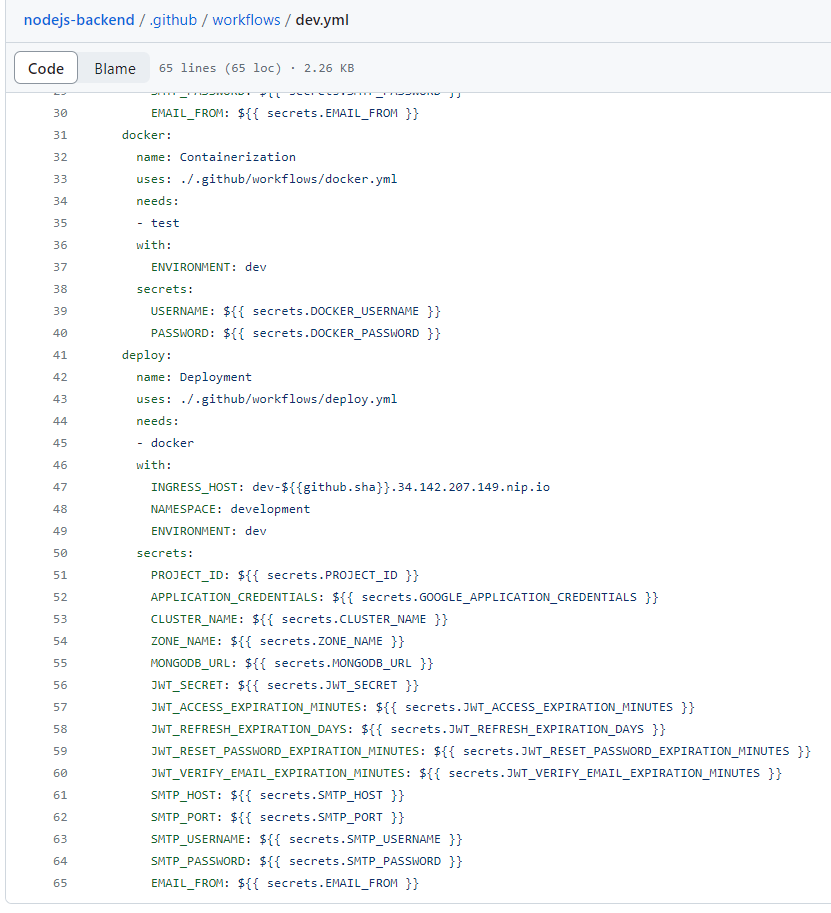 nodejs-backend / .github / workflows / dev.yml
Code Blame 65 lines (65 loc) · 2.26 KB
29 SMTP_PASSWORD: ${{ secrets.SMTP_PASSWORD }}
30 EMAIL_FROM: ${{ secrets.EMAIL_FROM }}
31 docker:
32 name: Containerization
33 uses: ./.github/workflows/docker.yml
34 needs:
35 - test
36 with:
37 ENVIRONMENT: dev
38 secrets:
39 USERNAME: ${{ secrets.DOCKER_USERNAME }}
40 PASSWORD: ${{ secrets.DOCKER_PASSWORD }}
41 deploy:
42 name: Deployment
43 uses: ./.github/workflows/deploy.yml
44 needs:
45 - docker
46 with:
47 INGRESS_HOST: dev-${{github.sha}}.34.142.207.149.nip.io
48 NAMESPACE: development
49 ENVIRONMENT: dev
50 secrets:
51 PROJECT_ID: ${{ secrets.PROJECT_ID }}
52 APPLICATION_CREDENTIALS: ${{ secrets.GOOGLE_APPLICATION_CREDENTIALS }}
53 CLUSTER_NAME: ${{ secrets.CLUSTER_NAME }}
54 ZONE_NAME: ${{ secrets.ZONE_NAME }}
55 MONGODB_URL: ${{ secrets.MONGODB_URL }}
56 JWT_SECRET: ${{ secrets.JWT_SECRET }}
57 JWT_ACCESS_EXPIRATION_MINUTES: ${{ secrets.JWT_ACCESS_EXPIRATION_MINUTES }}
58 JWT_REFRESH_EXPIRATION_DAYS: ${{ secrets.JWT_REFRESH_EXPIRATION_DAYS }}
59 JWT_RESET_PASSWORD_EXPIRATION_MINUTES: ${{ secrets.JWT_RESET_PASSWORD_EXPIRATION_MINUTES }}
60 JWT_VERIFY_EMAIL_EXPIRATION_MINUTES: ${{ secrets.JWT_VERIFY_EMAIL_EXPIRATION_MINUTES }}
61 SMTP_HOST: ${{ secrets.SMTP_HOST }}
62 SMTP_PORT: ${{ secrets.SMTP_PORT }}
63 SMTP_USERNAME: ${{ secrets.SMTP_USERNAME }}
64 SMTP_PASSWORD: ${{ secrets.SMTP_PASSWORD }}
65 EMAIL_FROM: ${{ secrets.EMAIL_FROM }}